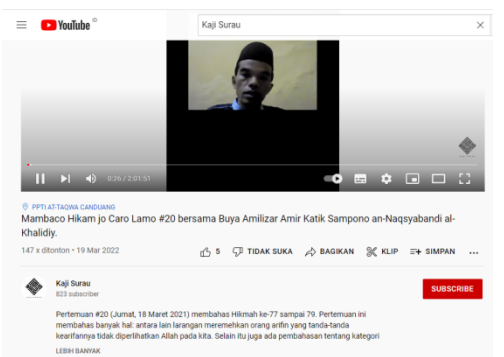 YouTube ID
Kaji Surau
0:26 / 2:01:51
PPTI AT-TAQWA CANDUANG
Mambaco Hikam jo Caro Lamo #20 bersama Buya Amilizar Amir Katik Sampono an-Naqsyabandi al-
Khalidiy.
147 x ditonton • 19 Mar 2022
5 TIDAK SUKA BAGIKAN KLIP SIMPAN ...
Kaji Surau
823 subscriber
SUBSCRIBE
Pertemuan #20 (Jumat, 18 Maret 2021) membahas Hikmah ke-77 sampai 79. Pertemuan ini
membahas banyak hal: antara lain larangan meremehkan orang arifin yang tanda-tanda
kearifannya tidak diperlihatkan Allah pada kita. Selain itu juga ada pembahasan tentang kategori
LEBIH BANYAK